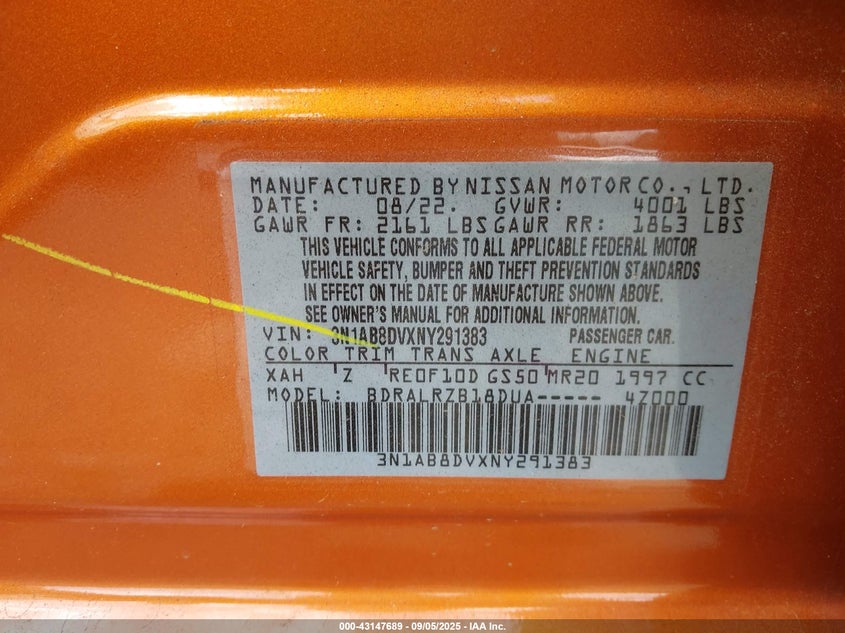 MANUFACTURED BY NISSAN MOTOR CO., LTD.
DATE: 08/22. GVWR: 4001 LBS
GAWR FR: 2161 LBS GAWR RR: 1863 LBS
THIS VEHICLE CONFORMS TO ALL APPLICABLE FEDERAL MOTOR
VEHICLE SAFETY, BUMPER AND THEFT PREVENTION STANDARDS
IN EFFECT ON THE DATE OF MANUFACTURE SHOWN ABOVE.
SEE OWNER'S MANUAL FOR ADDITIONAL INFORMATION.
VIN: 3N1AB8DVXNY291383 PASSENGER CAR.
COLOR TRIM TRANS AXLE ENGINE
XAH Z RE0F10D GS50 MR20 1997 CC
MODEL: BDRALRZB18DUA----- 4Z000
3N1AB8DVXNY291383
000-43147689 - 09/05/2025 - IAA Inc.